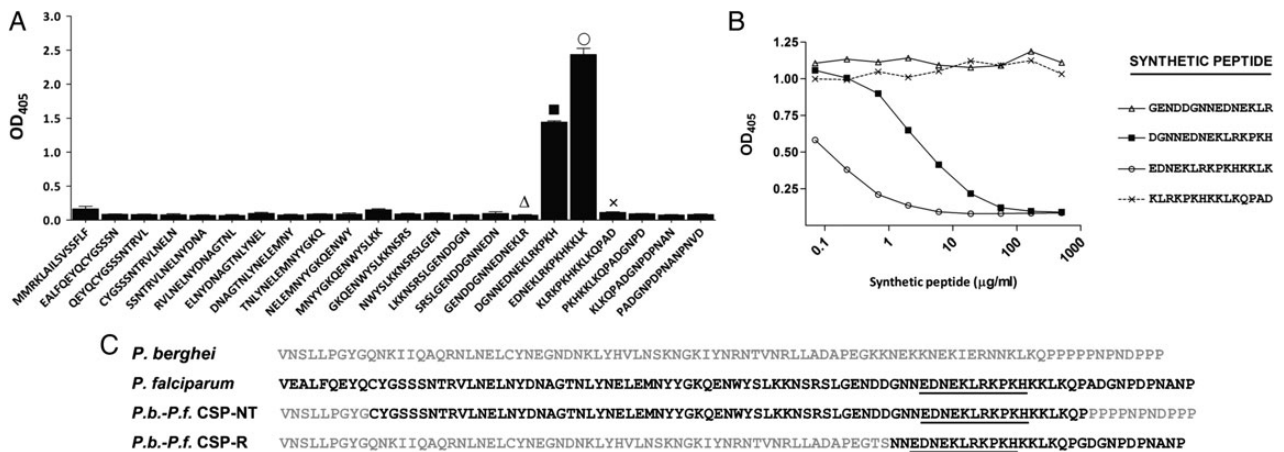 A
B
OD405
3.0
2.5
2.0
1.5
1.0
0.5
0.0
MMRKLAILSVSSFLF
EALFQEYQCYGSSSN
QEYQCYGSSSNTRVL
CYGSSSNTRVLNELN
SSNTRVLNELNYDNA
RVLNELNYDNAGTNL
ELNYDNAGTNLYNEL
DNAGTNLYNELEMNY
TNLYNELEMNYYGKQ
NELEMNYYGKQENWY
MNYYGKQENWYSLKK
GKQENWYSLKKNSRS
NWYSLKKNSRSLGEN
LKKNSRSLGENDDGN
SRSLGENDDGNNEDN
GENDDGNNEDNEKLR
DGNNEDNEKLRKPKH
EDNEKLRKPKHKKLK
KLRKPKHKKLKQPAD
PKHKKLKQPADGNPD
KLKQPADGNPDPNAN
PADGNPDPNANPNVD
OD405
1.25
1.00
0.75
0.50
0.25
0.1
1
10
100
1000
Synthetic peptide (µg/ml)
SYNTHETIC PEPTIDE
GENDDGNNEDNEKLR
DGNNEDNEKLRKPKH
EDNEKLRKPKHKKLK
KLRKPKHKKLKQPAD
C
P. berghei VNSLLPGYGQNKIIQAQRNLNELCYNEGNDNKLYHVLNSKNGKIYNRNTVNRLLADAPEGKKNEKKNEKIERNNKLKQPPPPPNPNDPPP
P. falciparum VEALFQEYQCYGSSSNTRVLNELNYDNAGTNLYNELEMNYYGKQENWYSLKKNSRSLGENDDGNNEDNEKLRKPKHKKLKQPADGNPDPNANP
P.b.-P.f. CSP-NT VNSLLPGYGCYGSSSNTRVLNELNYDNAGTNLYNELEMNYYGKQENWYSLKKNSRSLGENDDGNNEDNEKLRKPKHKKLKQPPPPPNPNDPPP
P.b.-P.f. CSP-R VNSLLPGYGQNKIIQAQRNLNELCYNEGNDNKLYHVLNSKNGKIYNRNTVNRLLADAPEGTSNNEDNEKLRKPKHKKLKQPGDGNPDPNANP